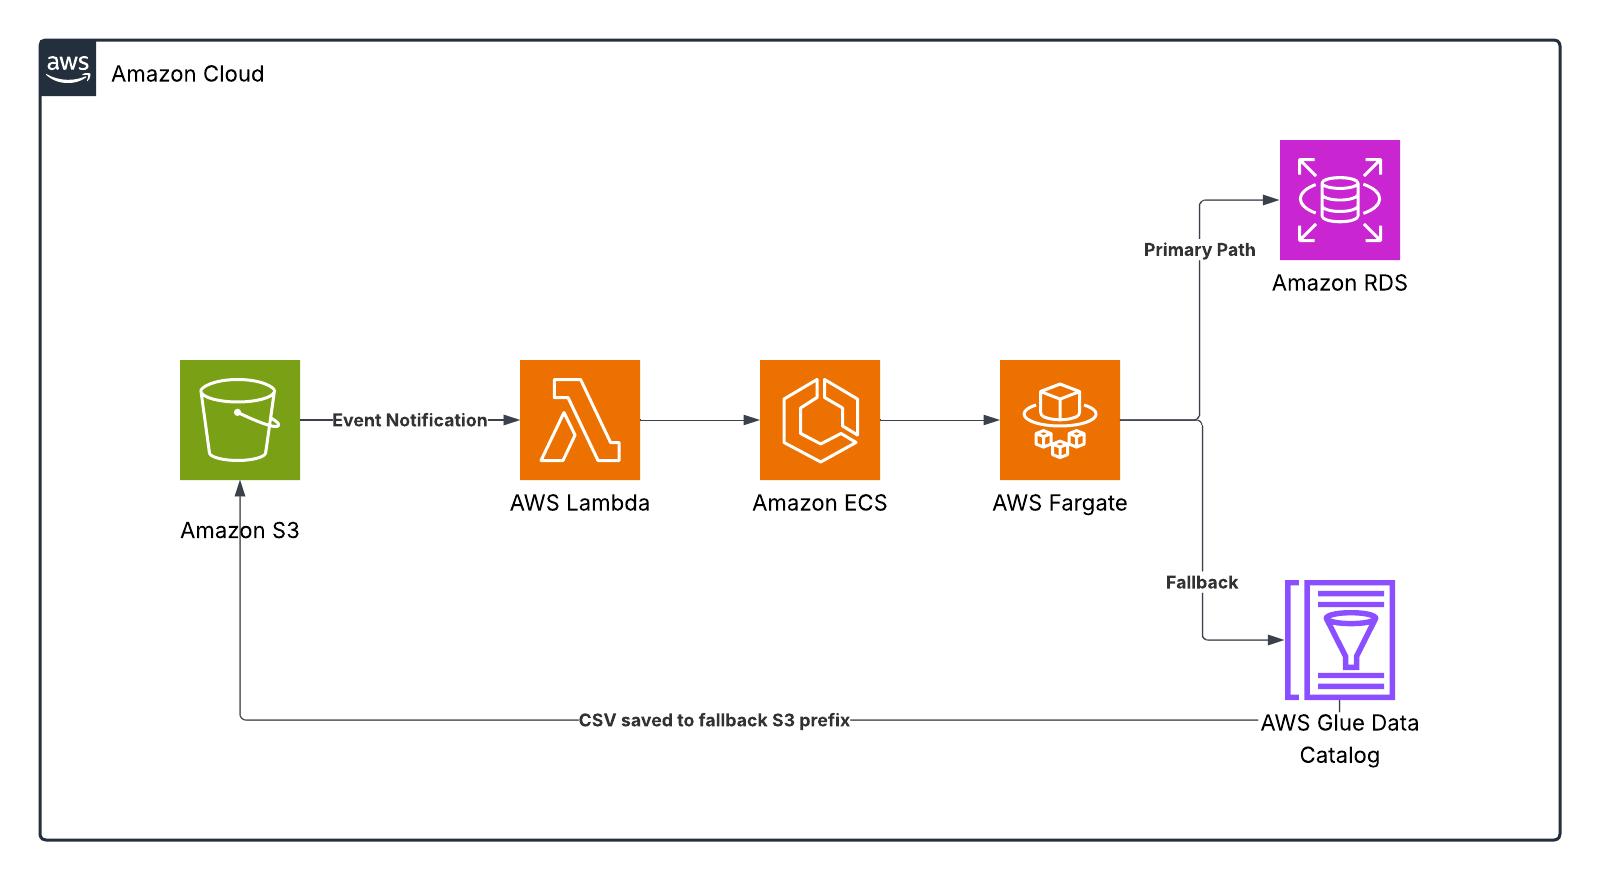 aws
Amazon Cloud
Amazon RDS
Primary Path
Event Notification
Amazon S3
AWS Lambda
Amazon ECS
AWS Fargate
Fallback
CSV saved to fallback S3 prefix
AWS Glue Data
Catalog